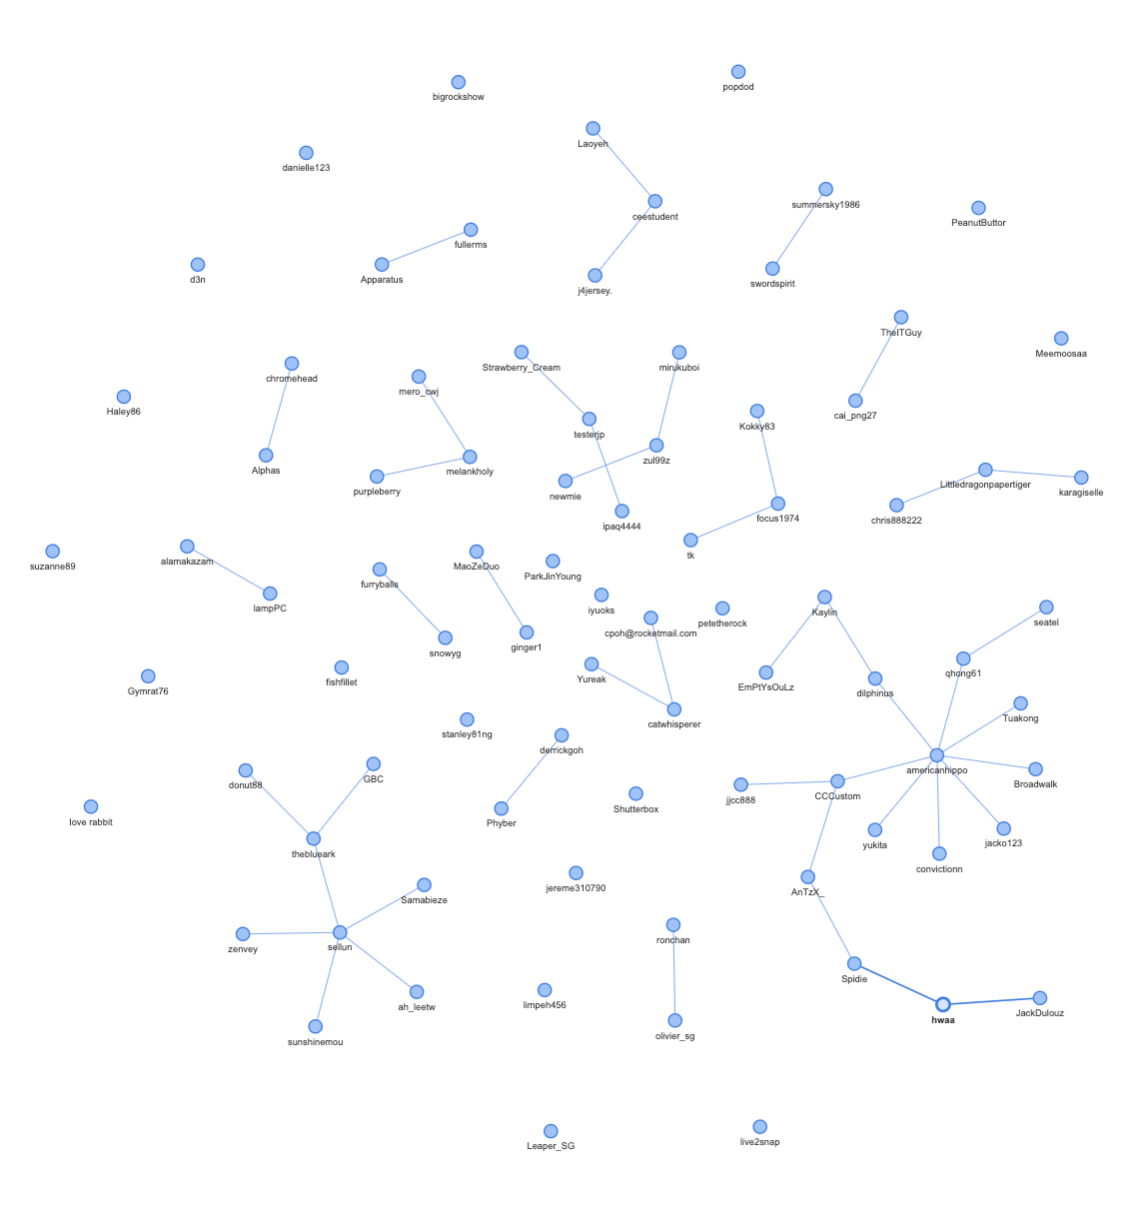 popdod
bigrockshow
Laoyeh
danielle123
summersky1986
ceestudent
PeanutButtor
fullerms
d3n
Apparatus
swordspirit
j4jersey.
TheITGuy
Meemoosaa
Strawberry_Cream
mirukuboi
chromehead
mero_cwj
Haley86
cai_png27
Kokky83
testerjp
zul99z
Alphas
melankholy
Littledragonpapertiger
purpleberry
karagiselle
newmie
focus1974
chris888222
ipaq4444
tk
alamakazam
suzanne89
MaoZeDuo
ParkJinYoung
furryballs
lampPC
iyuoks
Kaylin
petetherock
seatel
cpoh@rocketmail.com
ginger1
snowyg
qhong61
Yureak
fishfillet
EmPtYsOuLz
Gymrat76
dilphinus
Tuakong
catwhisperer
stanley81ng
derrickgoh
americanhippo
GBC
Broadwalk
donut88
CCCustom
jjcc888
Shutterbox
love rabbit
Phyber
jacko123
yukita
theblueark
convictionn
jereme310790
AnTzX_
Samabieze
ronchan
sellun
zenvey
Spidie
limpeh456
ah_leetw
JackDulouz
hwaa
olivier_sg
sunshinemou
live2snap
Leaper_SG